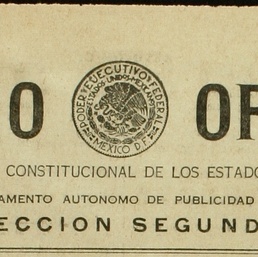 O OF
PODER EJECUTIVO FEDERAL
ESTADOS UNIDOS MEXICANOS
MEXICO D.F.
CONSTITUCIONAL DE LOS ESTADO
AMENTO AUTONOMO DE PUBLICIDAD
ECCION SEGUND